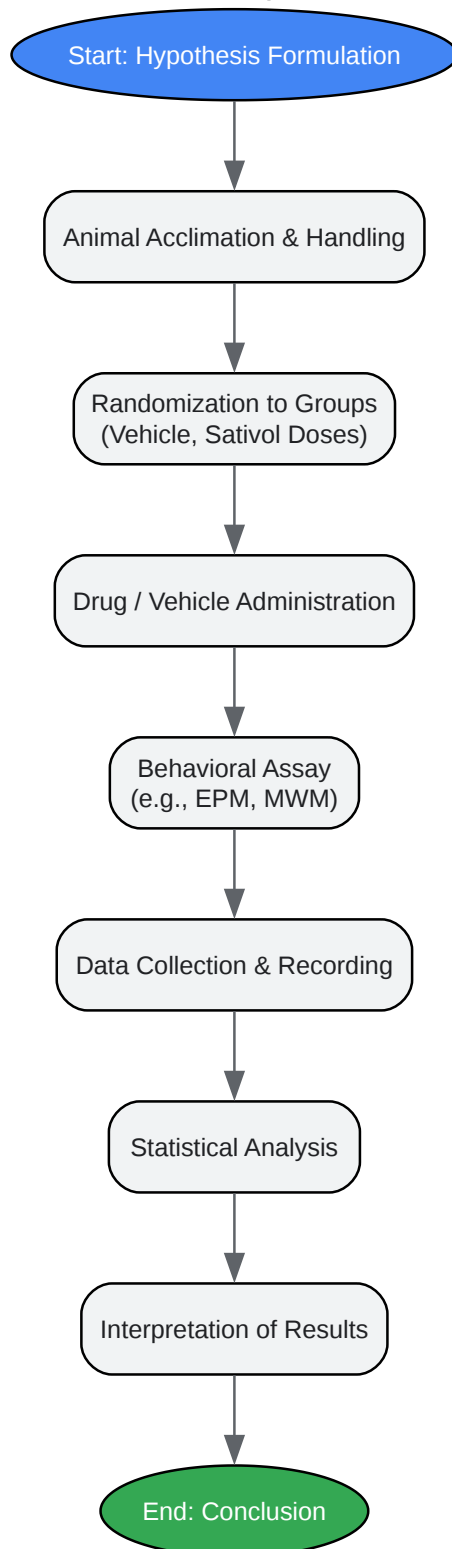 Start: Hypothesis Formulation
Animal Acclimation & Handling
Randomization to Groups
(Vehicle, Sativol Doses)
Drug / Vehicle Administration
Behavioral Assay
(e.g., EPM, MWM)
Data Collection & Recording
Statistical Analysis
Interpretation of Results
End: Conclusion